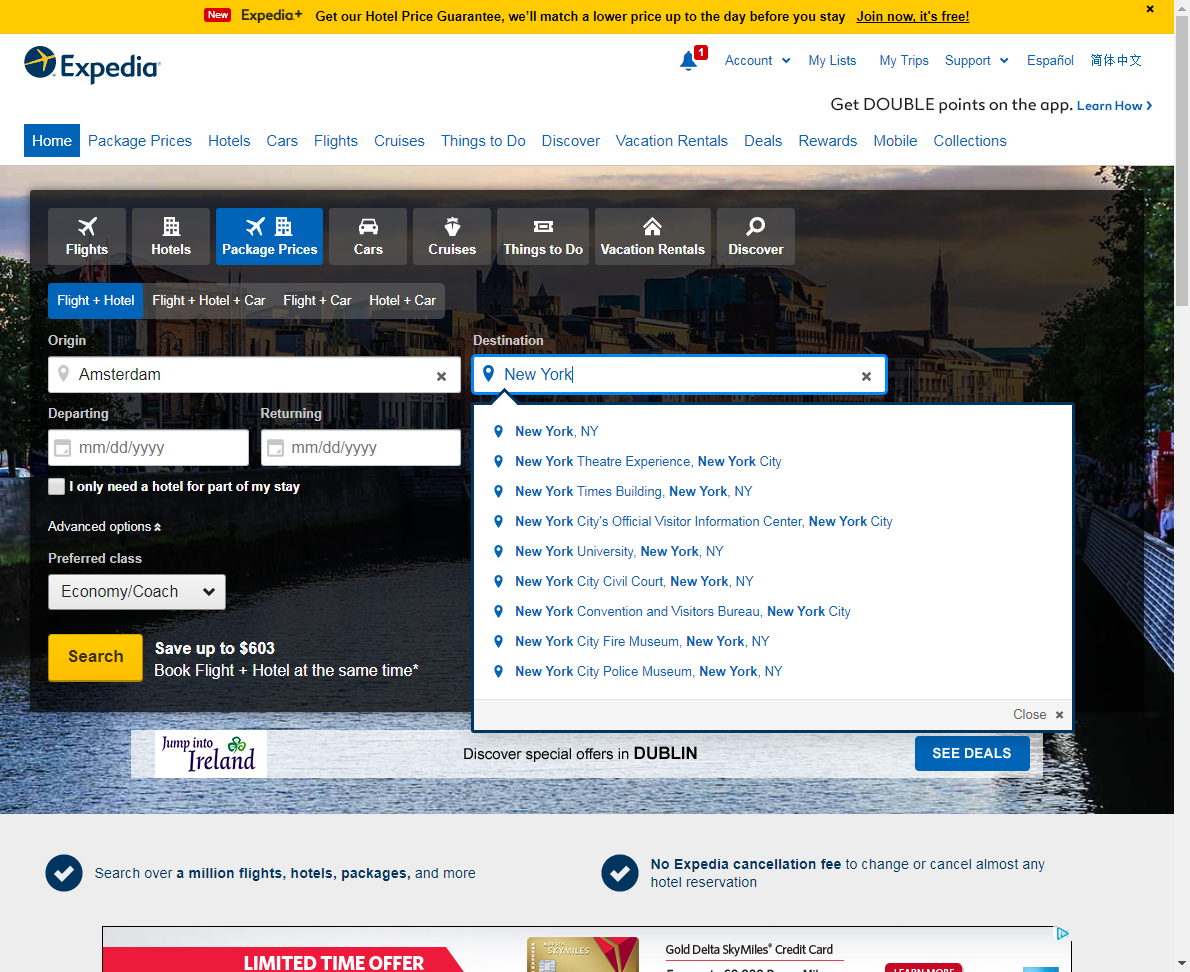 New Expedia+ Get our Hotel Price Guarantee, we'll match a lower price up to the day before you stay Join now, it's free!
Expedia
1 Account My Lists My Trips Support Español 简体中文
Get DOUBLE points on the app. Learn How
Home Package Prices Hotels Cars Flights Cruises Things to Do Discover Vacation Rentals Deals Rewards Mobile Collections
Flights Hotels Package Prices Cars Cruises Things to Do Vacation Rentals Discover
Flight + Hotel Flight + Hotel + Car Flight + Car Hotel + Car
Origin Destination
Amsterdam New York
Departing Returning
mm/dd/yyyy mm/dd/yyyy
I only need a hotel for part of my stay
Advanced options
Preferred class
Economy/Coach
Search
Save up to $603
Book Flight + Hotel at the same time*
New York, NY
New York Theatre Experience, New York City
New York Times Building, New York, NY
New York City's Official Visitor Information Center, New York City
New York University, New York, NY
New York City Civil Court, New York, NY
New York Convention and Visitors Bureau, New York City
New York City Fire Museum, New York, NY
New York City Police Museum, New York, NY
Close
Jump into
Ireland
Discover special offers in DUBLIN
SEE DEALS
Search over a million flights, hotels, packages, and more
No Expedia cancellation fee to change or cancel almost any
hotel reservation
LIMITED TIME OFFER
SKYMILES
Gold Delta SkyMiles® Credit Card
LEARN MORE